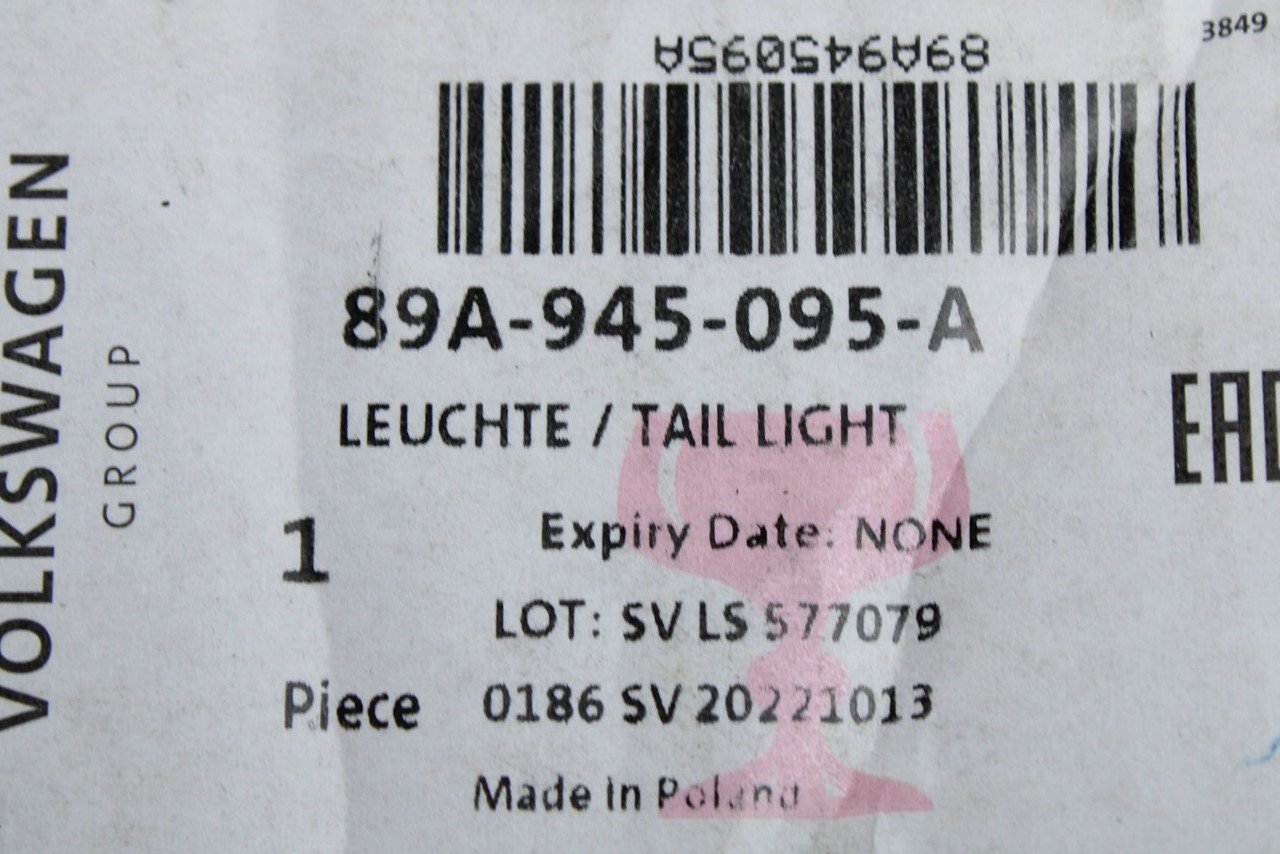 3849
89A945095A
89A-945-095-A
LEUCHTE / TAIL LIGHT
EAC
1
Expiry Date: NONE
LOT: SV LS 577079
Piece
0186 SV 20221013
Made in Poland
VOLKSWAGEN
GROUP